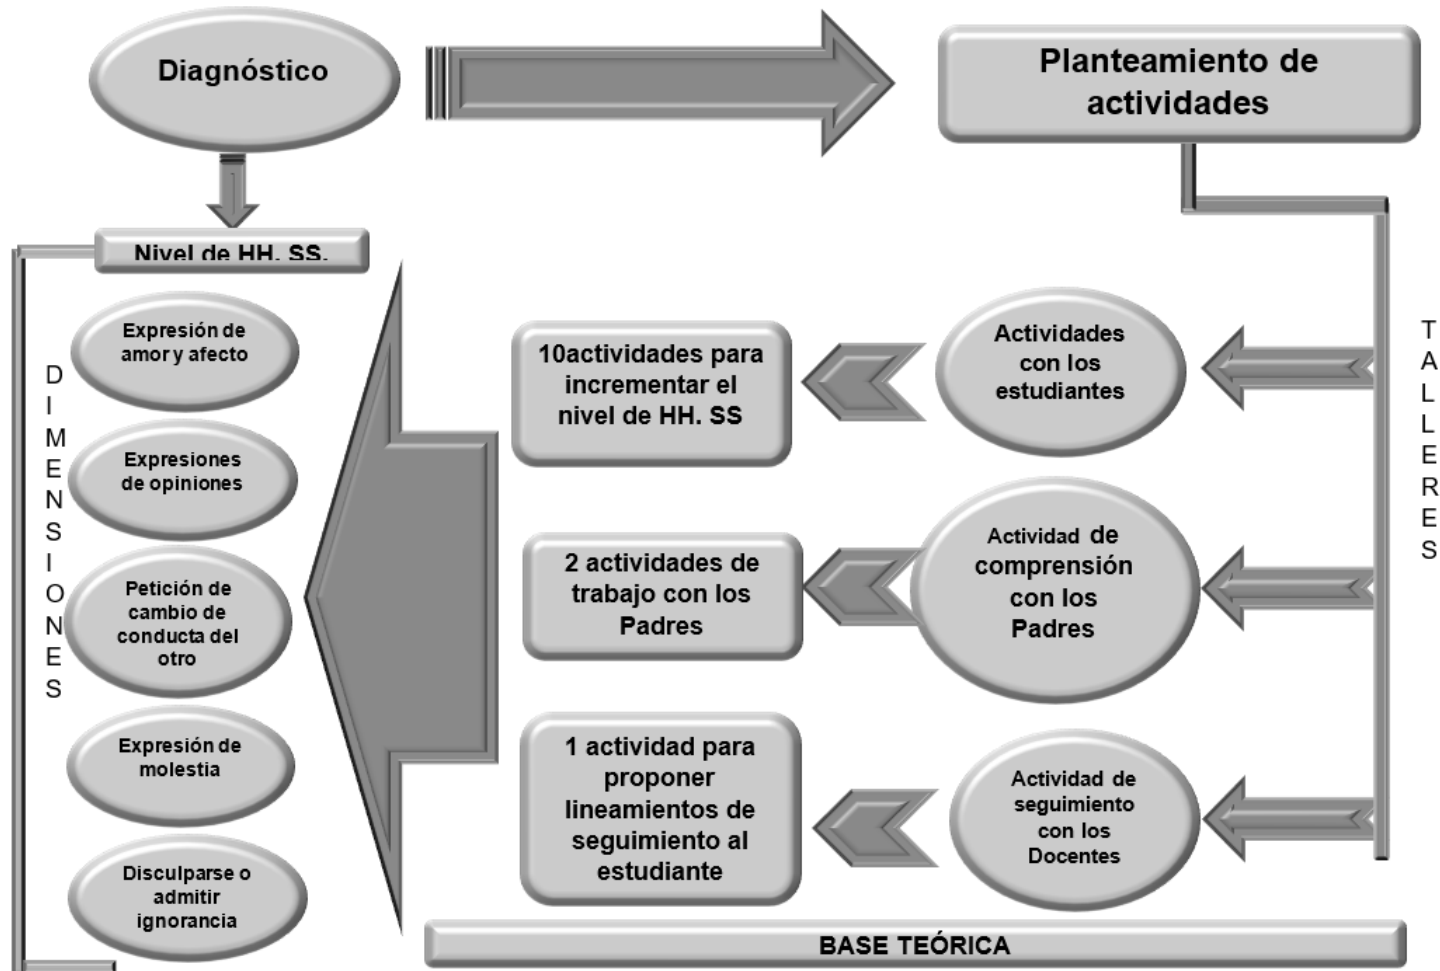 Diagnóstico
Planteamiento de
actividades
Nivel de HH. SS.
DIMENSIONES
Expresión de
amor y afecto
Expresiones
de opiniones
Petición de
cambio de
conducta del
otro
Expresión de
molestia
Disculparse o
admitir
ignorancia
10actividades para
incrementar el
nivel de HH. SS
2 actividades de
trabajo con los
Padres
1 actividad para
proponer
lineamientos de
seguimiento al
estudiante
Actividades
con los
estudiantes
Actividad de
comprensión
con los
Padres
Actividad de
seguimiento
con los
Docentes
TALLERES
BASE TEÓRICA